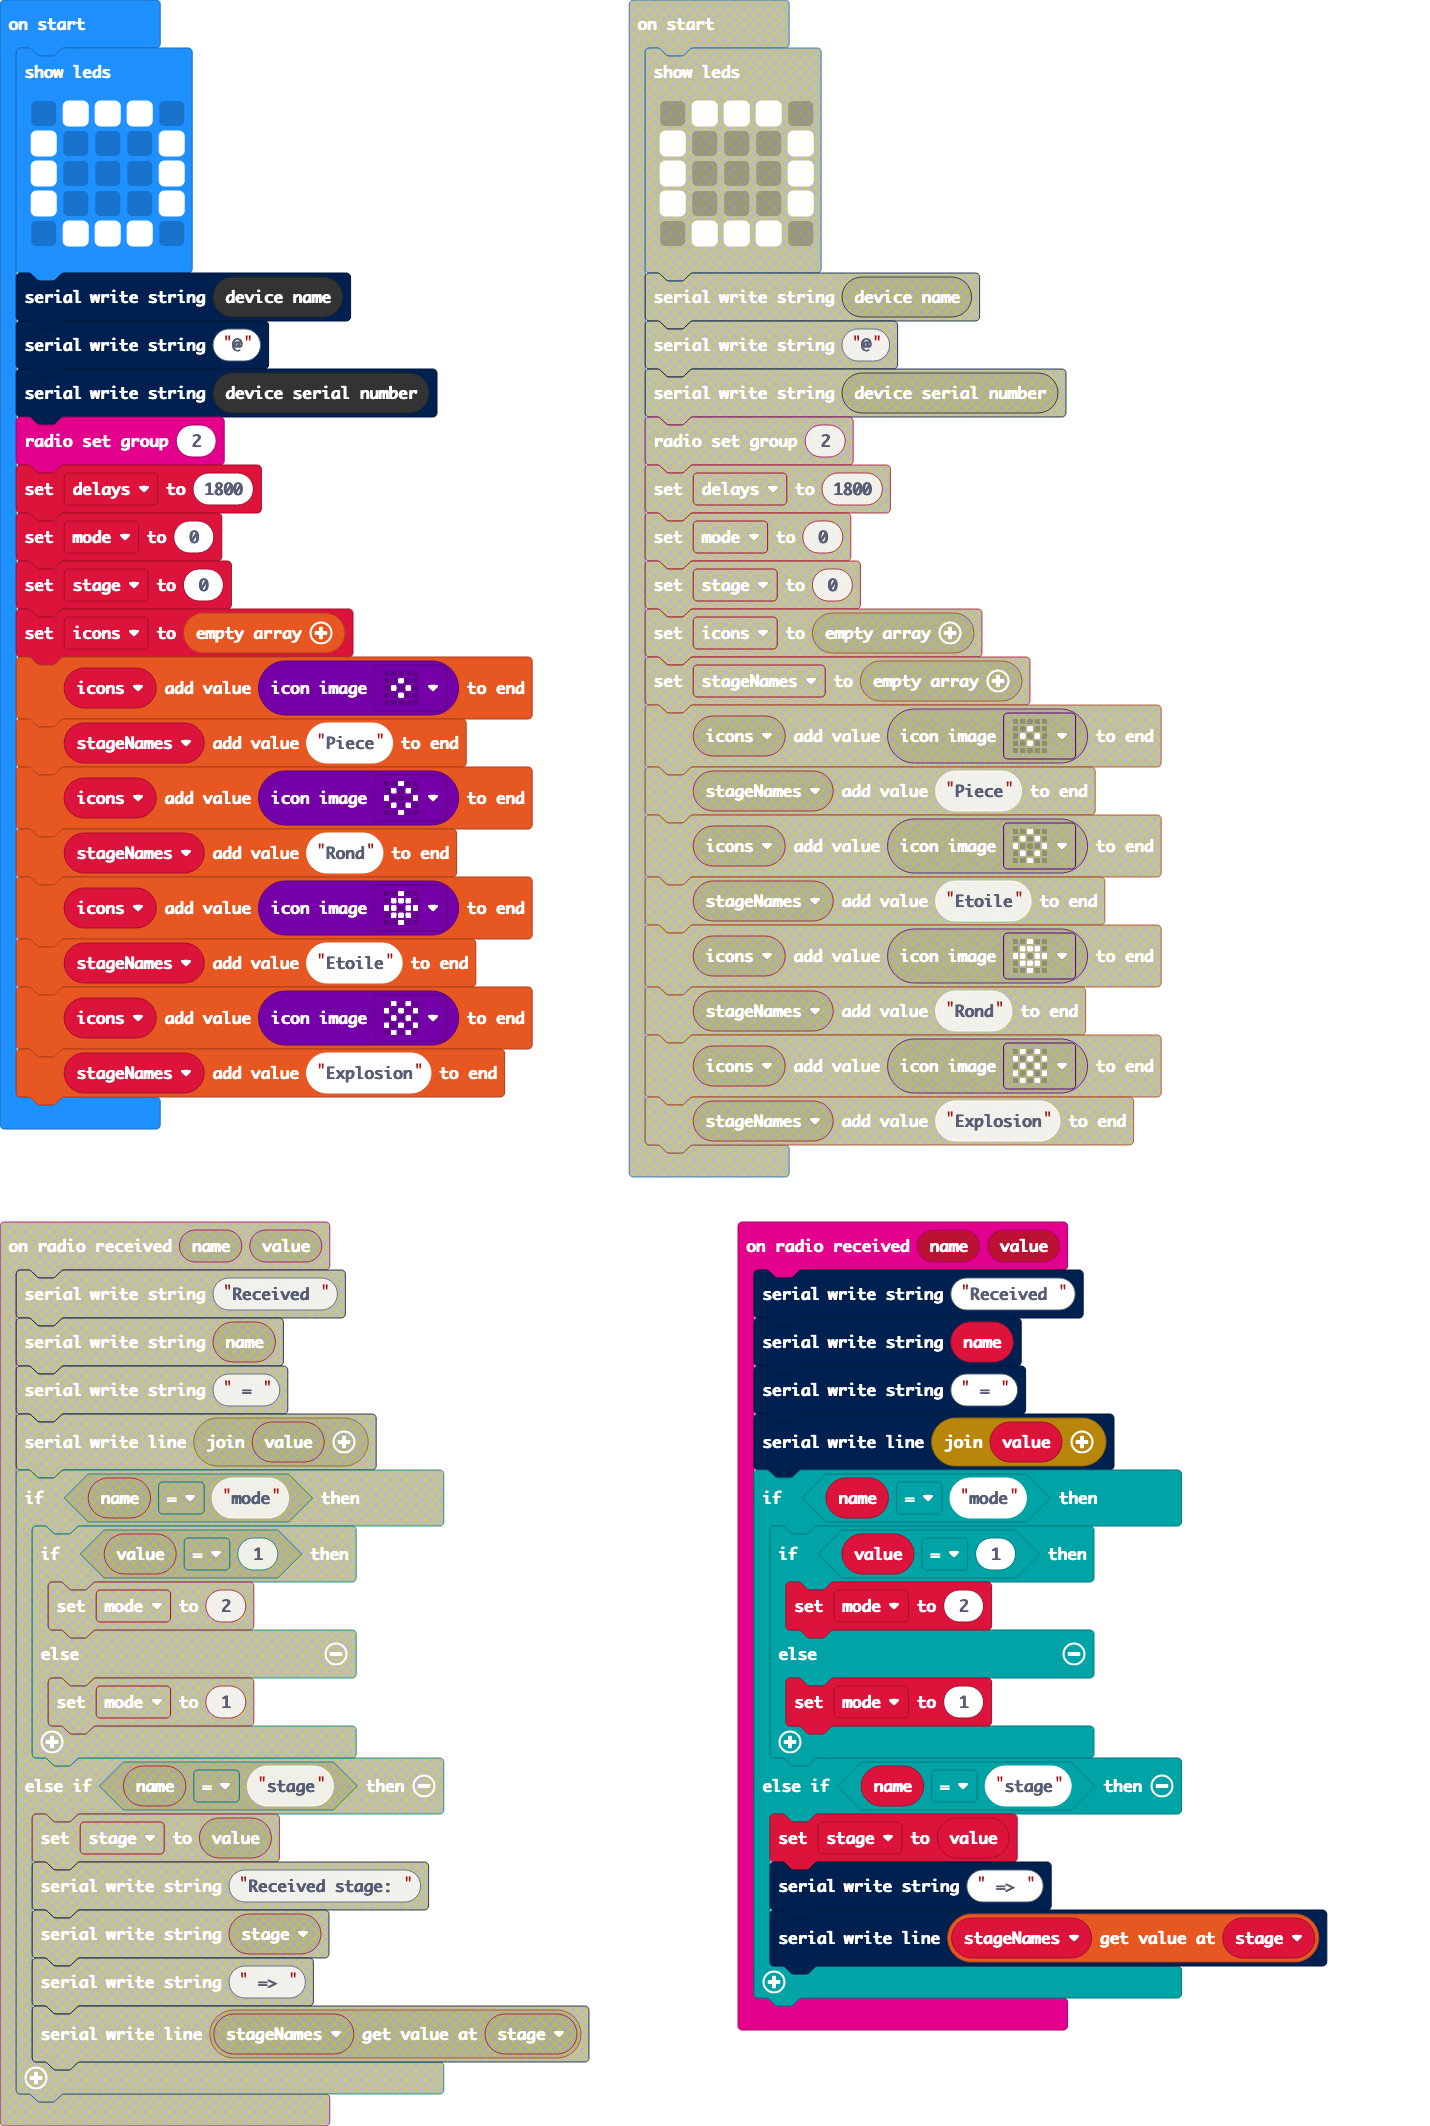 on start
show leds
serial write string device name
serial write string "@"
serial write string device serial number
radio set group 2
set delays to 1800
set mode to 0
set stage to 0
set icons to empty array
icons add value icon image to end
stageNames add value "Piece" to end
icons add value icon image to end
stageNames add value "Rond" to end
icons add value icon image to end
stageNames add value "Etoile" to end
icons add value icon image to end
stageNames add value "Explosion" to end
on start
show leds
serial write string device name
serial write string "@"
serial write string device serial number
radio set group 2
set delays to 1800
set mode to 0
set stage to 0
set icons to empty array
set stageNames to empty array
icons add value icon image to end
stageNames add value "Piece" to end
icons add value icon image to end
stageNames add value "Etoile" to end
icons add value icon image to end
stageNames add value "Rond" to end
icons add value icon image to end
stageNames add value "Explosion" to end
on radio received name value
serial write string "Received "
serial write string name
serial write string " = "
serial write line join value
if name = "mode" then
if value = 1 then
set mode to 2
else
set mode to 1
else if name = "stage" then
set stage to value
serial write string "Received stage: "
serial write string stage
serial write string " => "
serial write line stageNames get value at stage
on radio received name value
serial write string "Received "
serial write string name
serial write string " = "
serial write line join value
if name = "mode" then
if value = 1 then
set mode to 2
else
set mode to 1
else if name = "stage" then
set stage to value
serial write string " => "
serial write line stageNames get value at stage